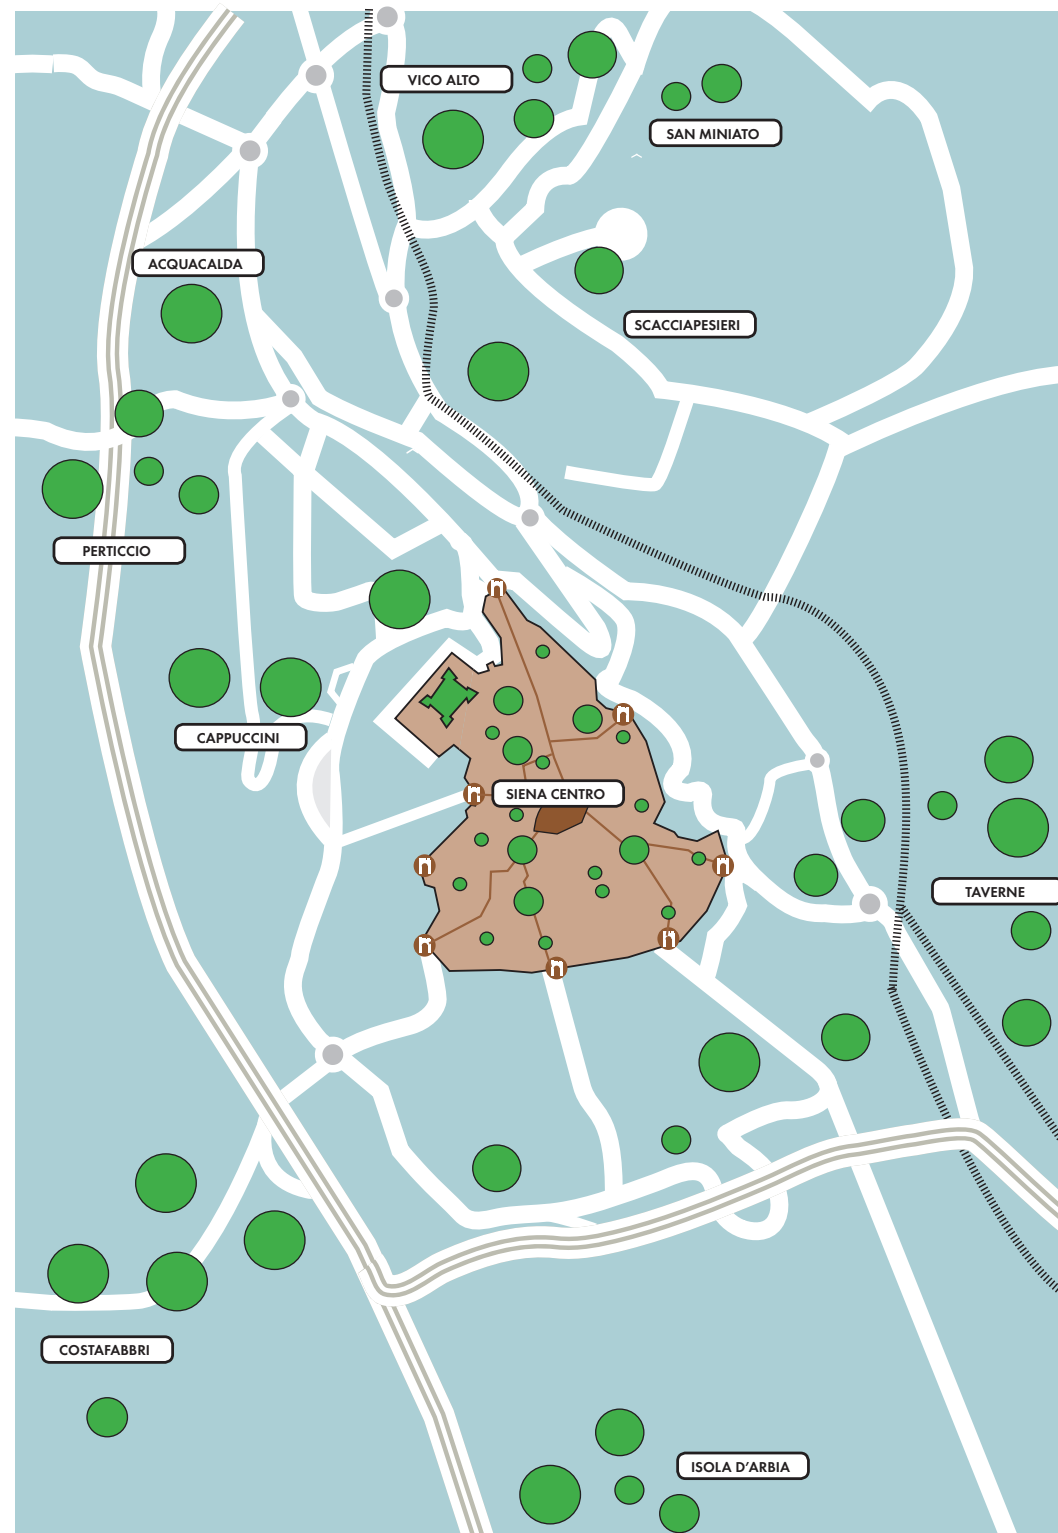 VICO ALTO
SAN MINIATO
ACQUACALDA
SCACCIAPESIERI
PERTICCIO
CAPPUCCINI
SIENA CENTRO
TAVERNE
COSTAFABBRI
ISOLA D'ARBIA